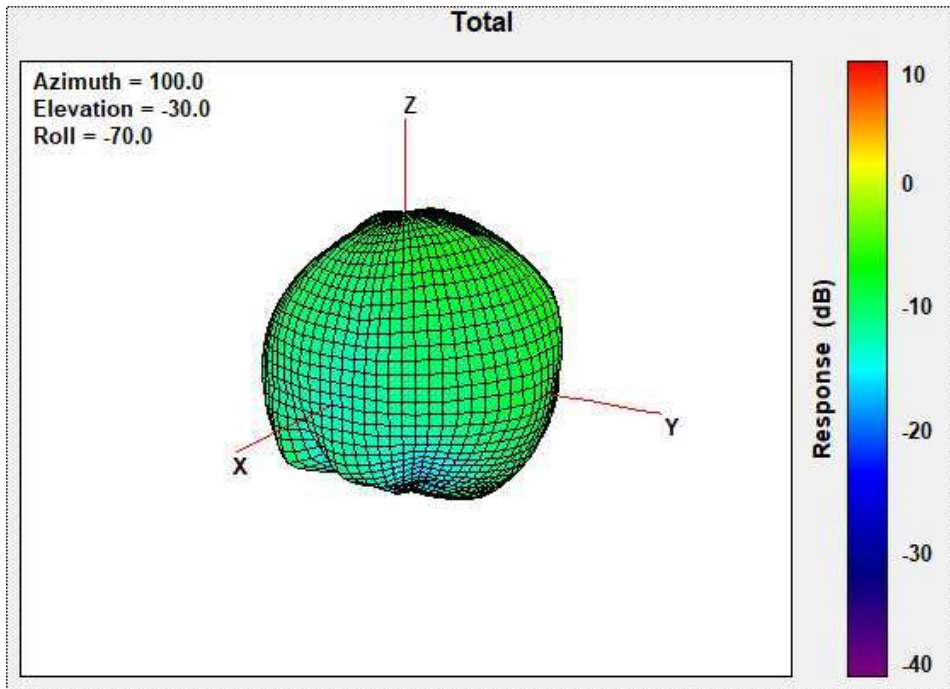 Total
Azimuth = 100.0
Elevation = -30.0
Roll = -70.0
Z
Y
X
Response (dB)
10
0
-10
-20
-30
-40